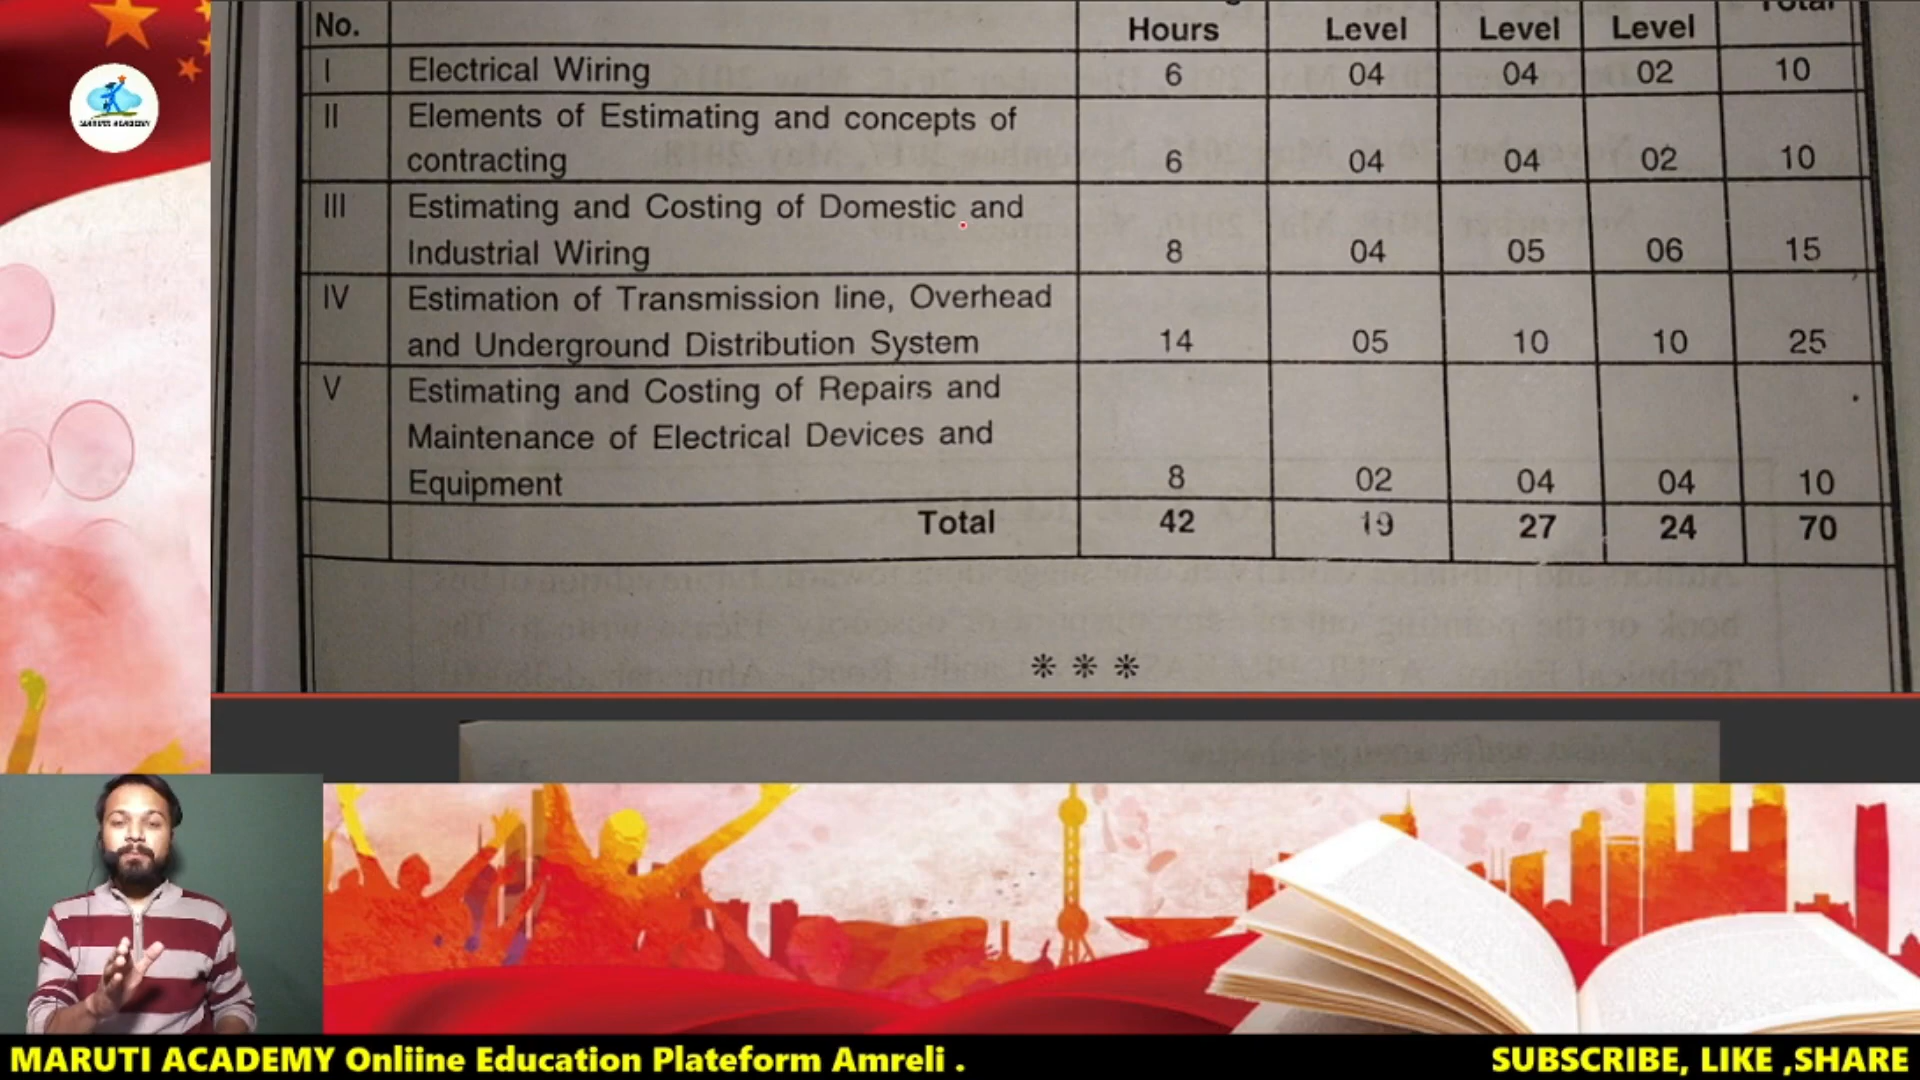 Total
No. Hours Level Level Level
I Electrical Wiring 6 04 04 02 10
II Elements of Estimating and concepts of
contracting 6 04 04 02 10
III Estimating and Costing of Domestic and
Industrial Wiring 8 04 05 06 15
IV Estimation of Transmission line, Overhead
and Underground Distribution System 14 05 10 10 25
V Estimating and Costing of Repairs and
Maintenance of Electrical Devices and
Equipment 8 02 04 04 10
Total 42 19 27 24 70
* * *
MARUTI ACADEMY
MARUTI ACADEMY Onliine Education Plateform Amreli .
SUBSCRIBE, LIKE ,SHARE